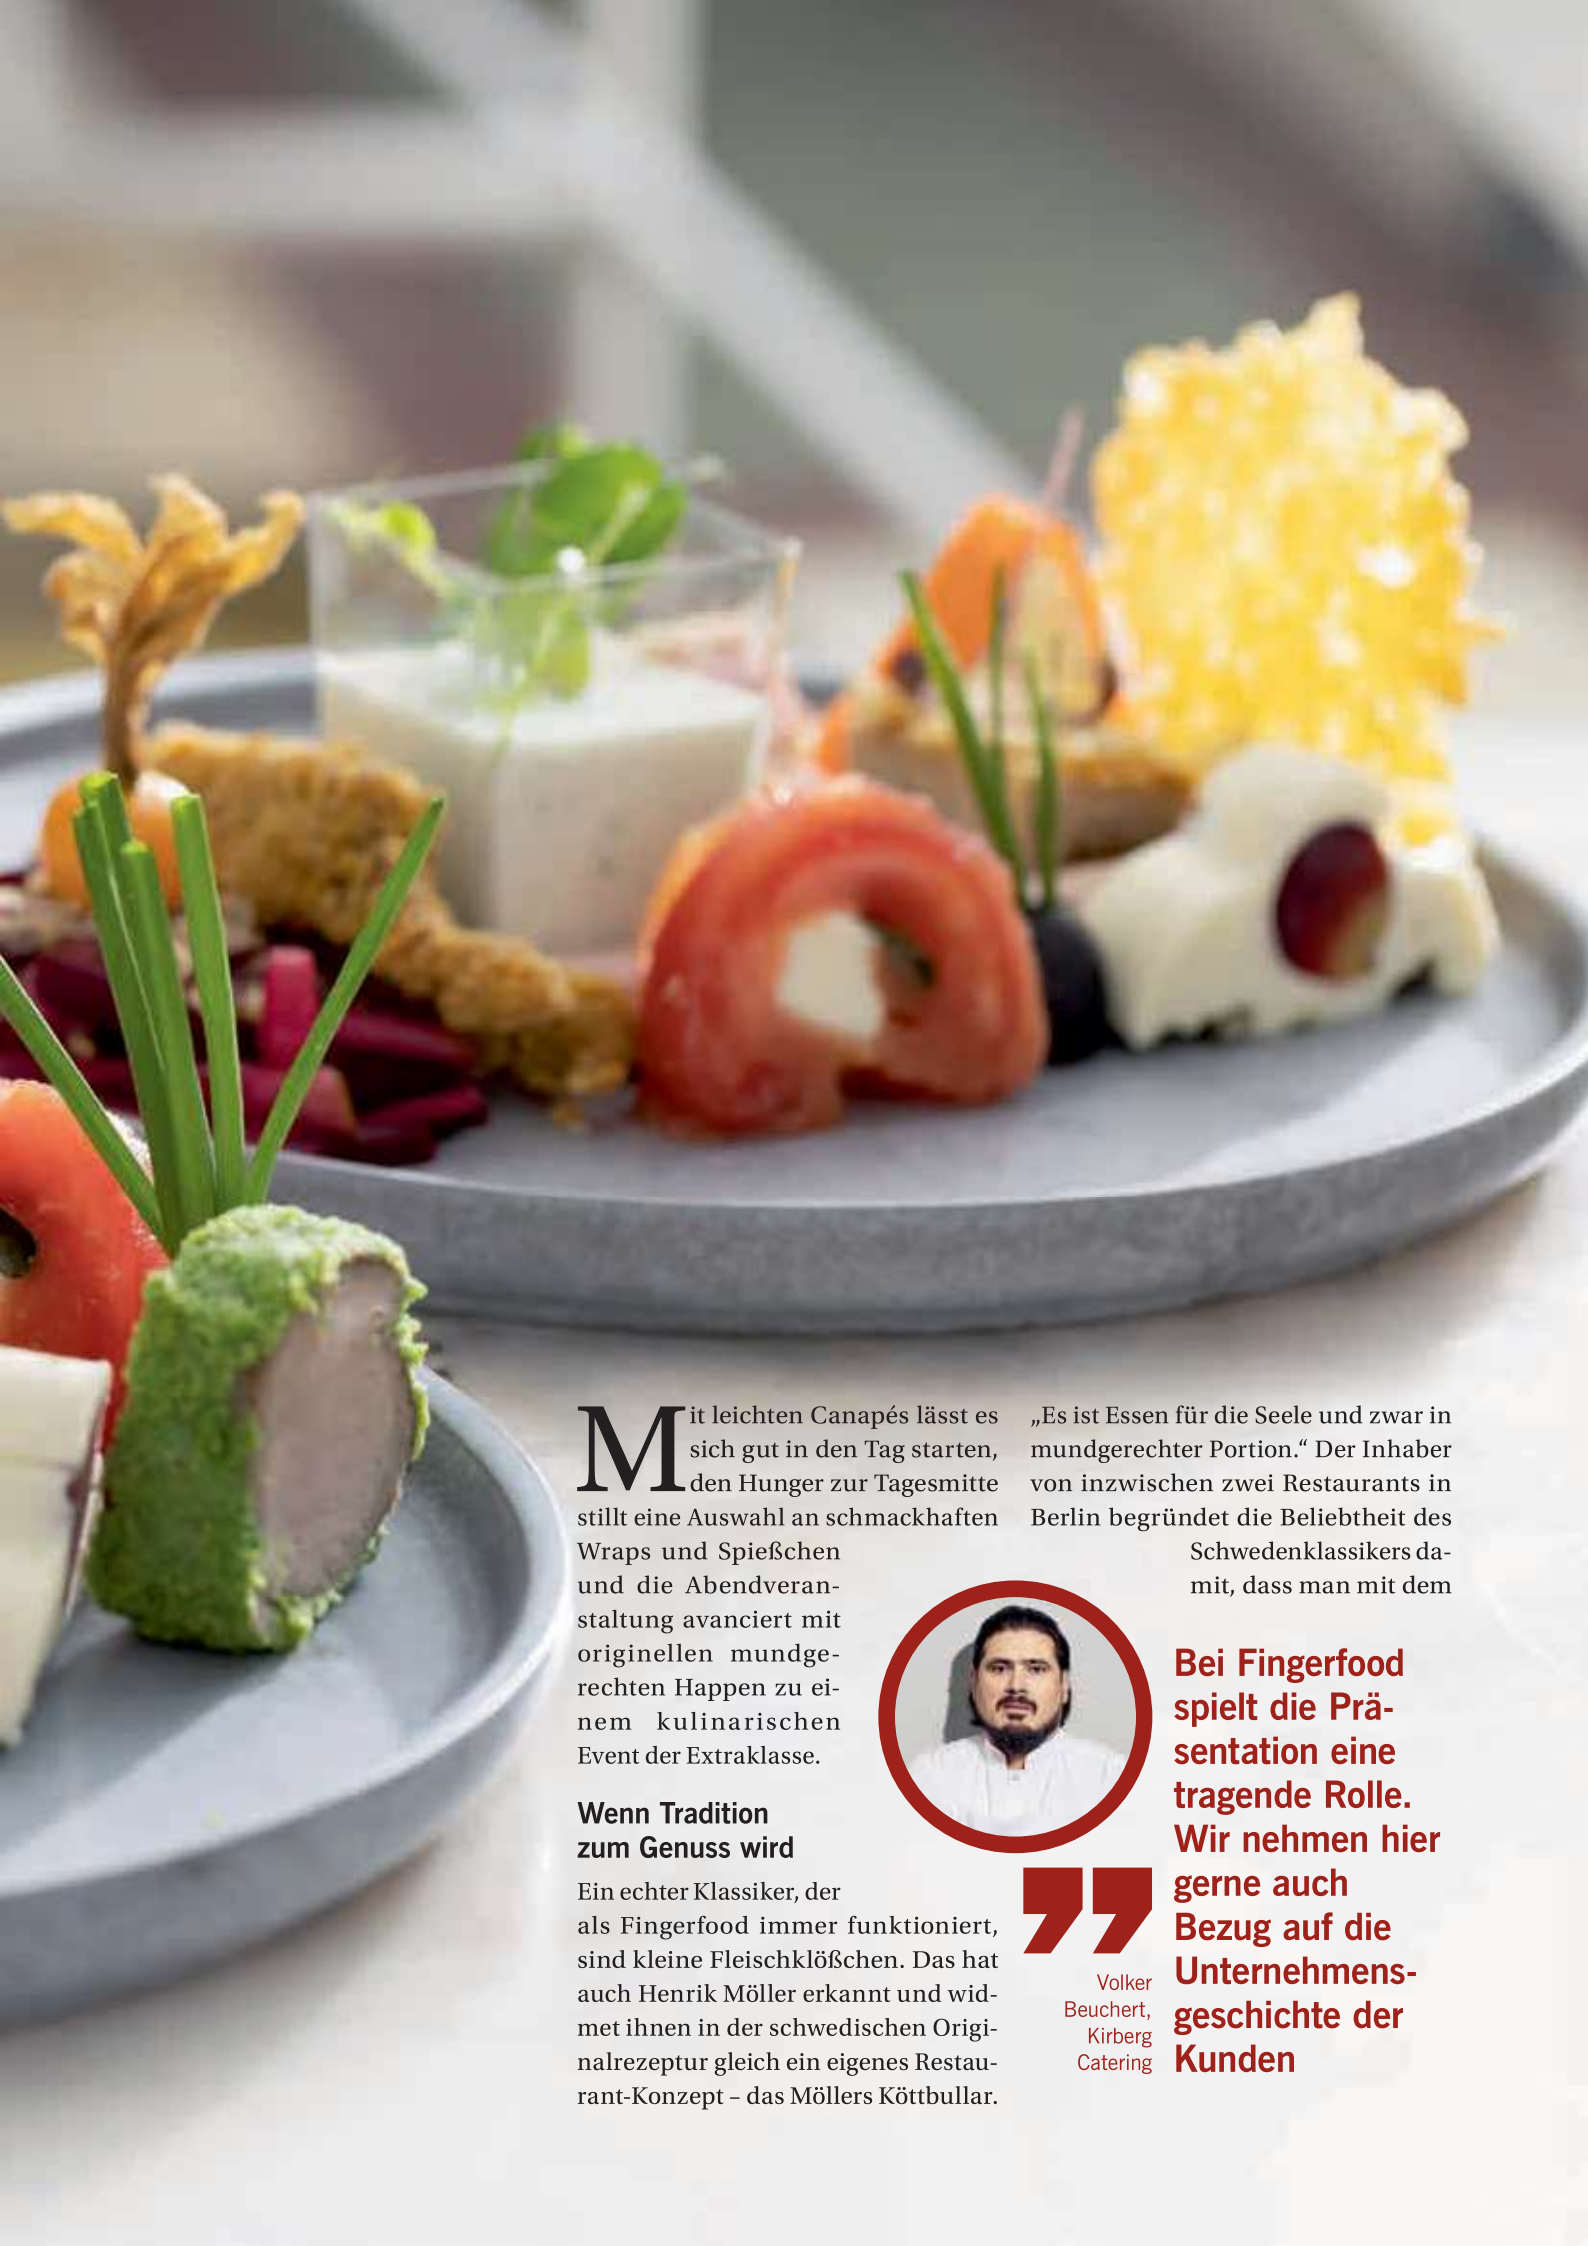 Mit leichten Canapés lässt es
sich gut in den Tag starten,
den Hunger zur Tagesmitte
stillt eine Auswahl an schmackhaften
Wraps und Spießchen
und die Abendveran-
staltung avanciert mit
originellen mundge-
rechten Happen zu ei-
nem kulinarischen
Event der Extraklasse.
Wenn Tradition
zum Genuss wird
Ein echter Klassiker, der
als Fingerfood immer funktioniert,
sind kleine Fleischklößchen. Das hat
auch Henrik Möller erkannt und wid-
met ihnen in der schwedischen Origi-
nalrezeptur gleich ein eigenes Restau-
rant-Konzept – das Möllers Köttbullar.
„Es ist Essen für die Seele und zwar in
mundgerechter Portion.“ Der Inhaber
von inzwischen zwei Restaurants in
Berlin begründet die Beliebtheit des
Schwedenklassikers da-
mit, dass man mit dem
Bei Fingerfood
spielt die Prä-
sentation eine
tragende Rolle.
Wir nehmen hier
gerne auch
Bezug auf die
Unternehmens-
geschichte der
Kunden
”
Volker
Beuchert,
Kirberg
Catering